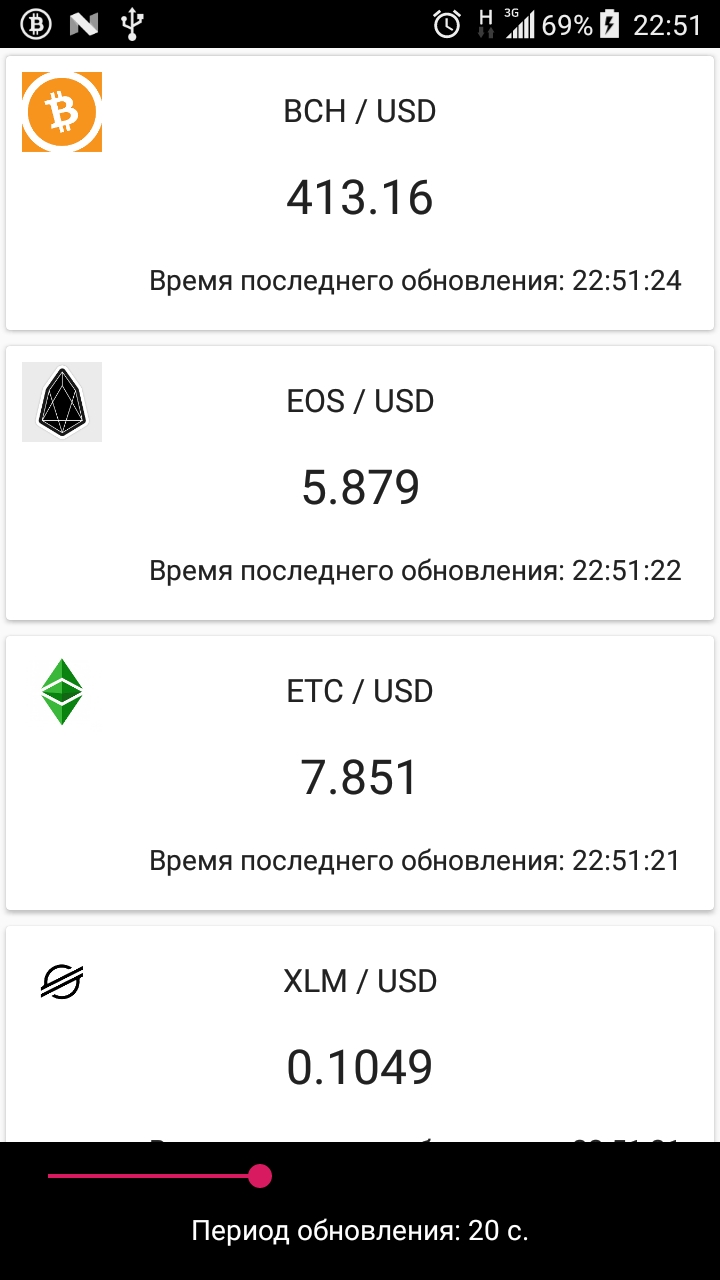 H 3G 69% 22:51
BCH / USD
413.16
Время последнего обновления: 22:51:24
EOS / USD
5.879
Время последнего обновления: 22:51:22
ETC / USD
7.851
Время последнего обновления: 22:51:21
XLM / USD
0.1049
Период обновления: 20 с.